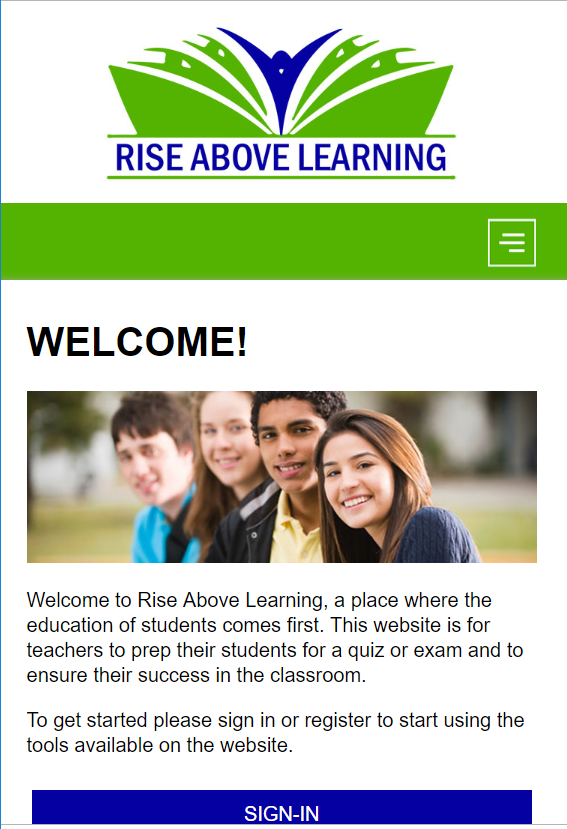 RISE ABOVE LEARNING
WELCOME!
Welcome to Rise Above Learning, a place where the
education of students comes first. This website is for
teachers to prep their students for a quiz or exam and to
ensure their success in the classroom.
To get started please sign in or register to start using the
tools available on the website.
SIGN-IN